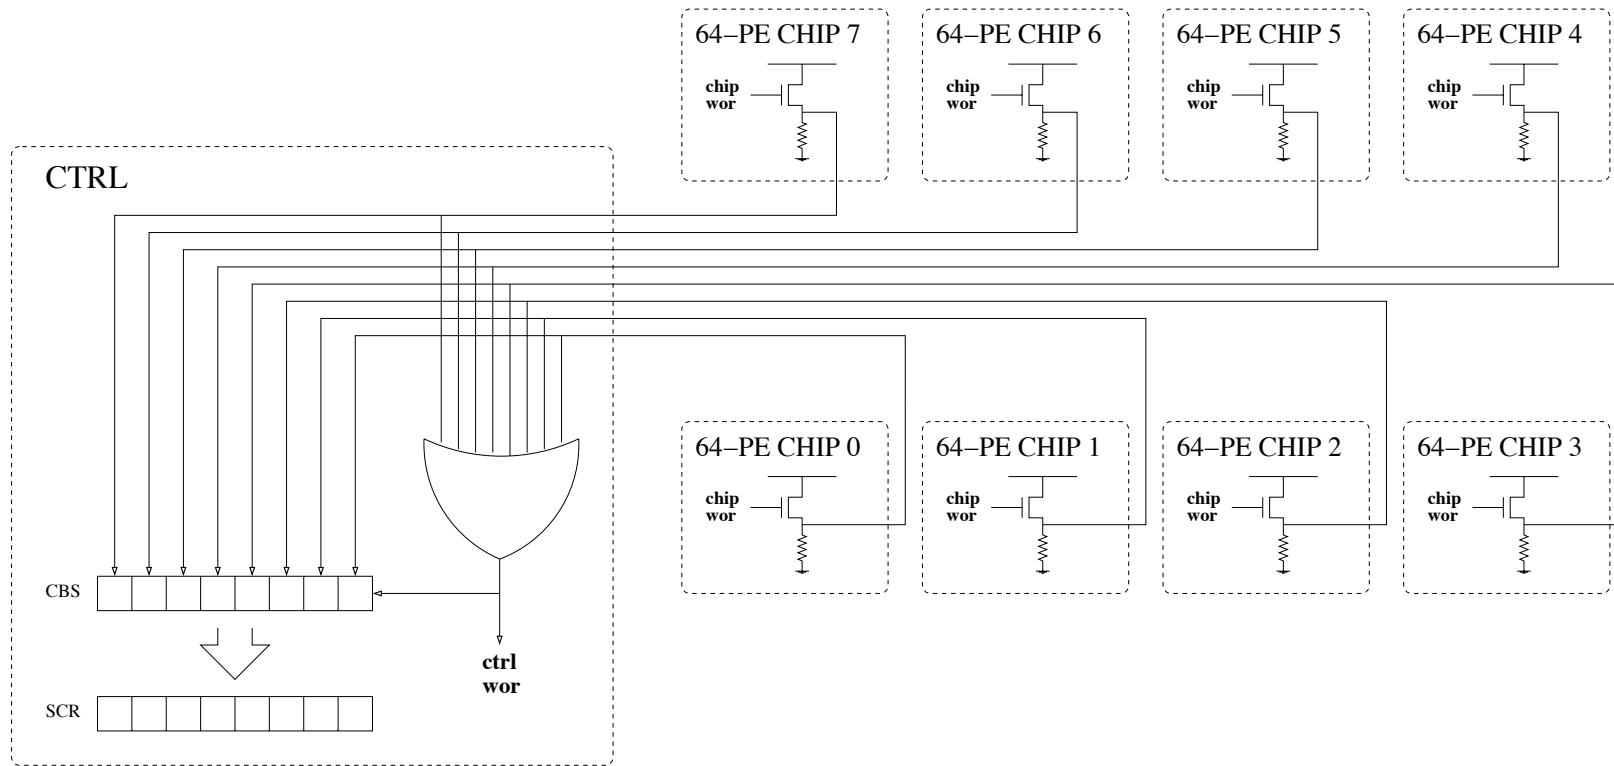 64–PE CHIP 7
chip
wor
64–PE CHIP 6
chip
wor
64–PE CHIP 5
chip
wor
64–PE CHIP 4
chip
wor
CTRL
64–PE CHIP 0
chip
wor
64–PE CHIP 1
chip
wor
64–PE CHIP 2
chip
wor
64–PE CHIP 3
chip
wor
CBS
ctrl
wor
SCR